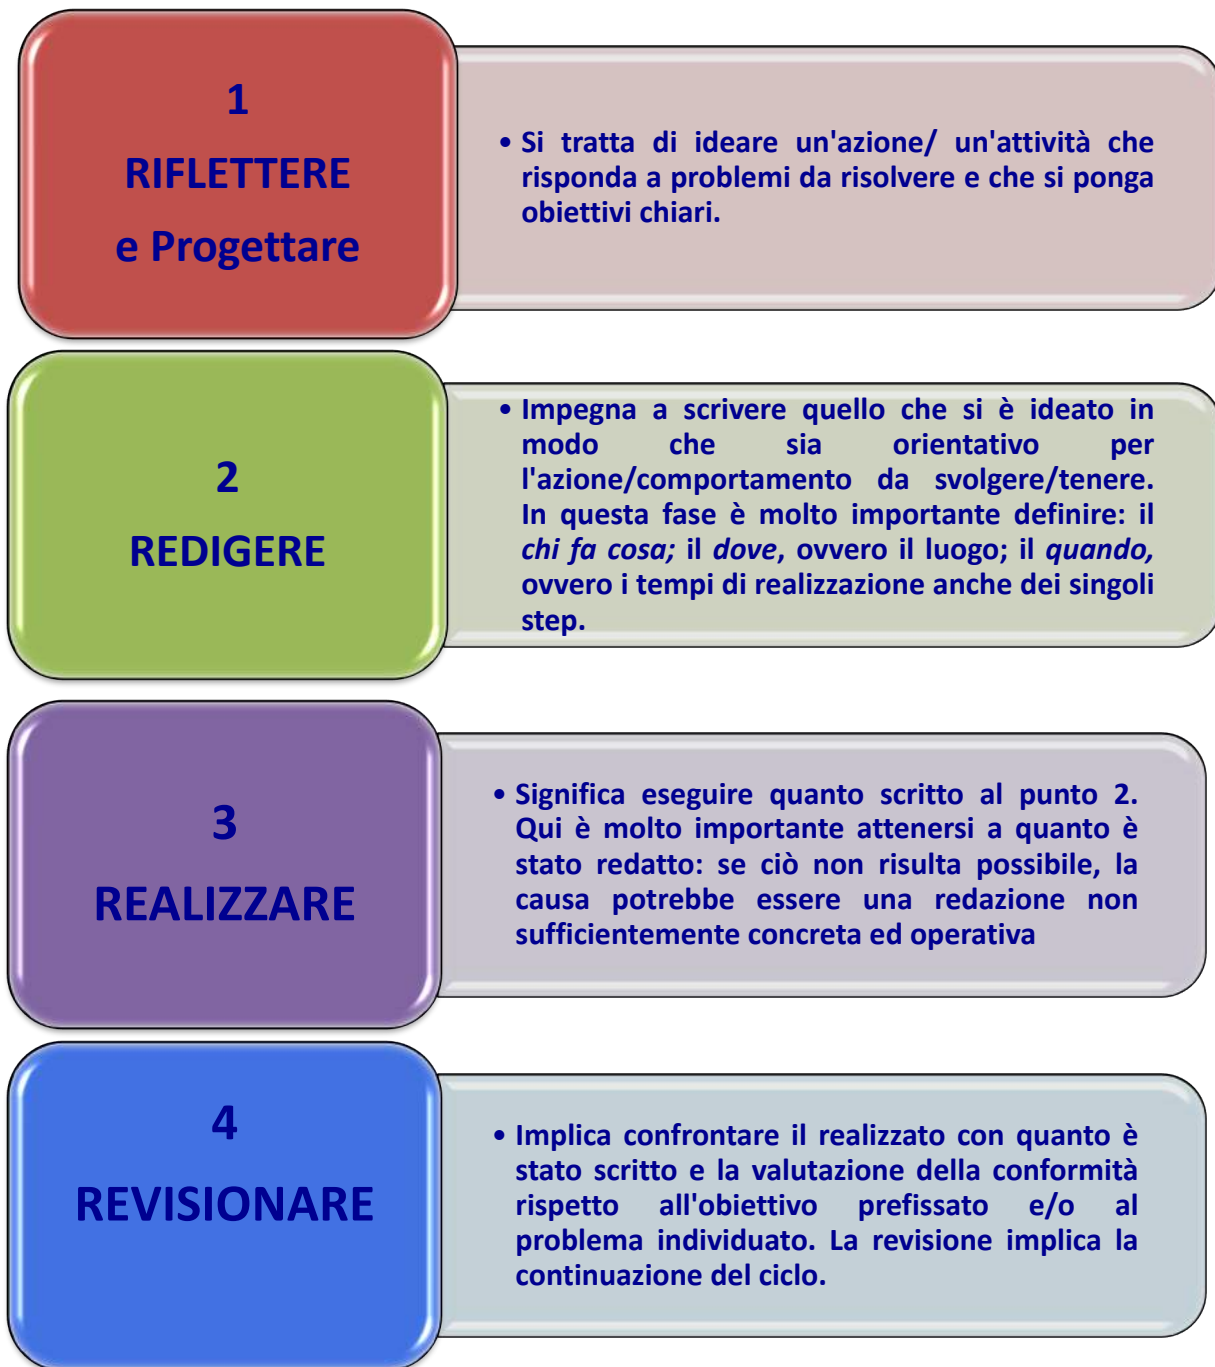 1
RIFLETTERE
e Progettare
• Si tratta di ideare un'azione/ un'attività che
risponda a problemi da risolvere e che si ponga
obiettivi chiari.
2
REDIGERE
• Impegna a scrivere quello che si è ideato in
modo che sia orientativo per
l'azione/comportamento da svolgere/tenere.
In questa fase è molto importante definire: il
chi fa cosa; il dove, ovvero il luogo; il quando,
ovvero i tempi di realizzazione anche dei singoli
step.
3
REALIZZARE
• Significa eseguire quanto scritto al punto 2.
Qui è molto importante attenersi a quanto è
stato redatto: se ciò non risulta possibile, la
causa potrebbe essere una redazione non
sufficientemente concreta ed operativa
4
REVISIONARE
• Implica confrontare il realizzato con quanto è
stato scritto e la valutazione della conformità
rispetto all'obiettivo prefissato e/o al
problema individuato. La revisione implica la
continuazione del ciclo.